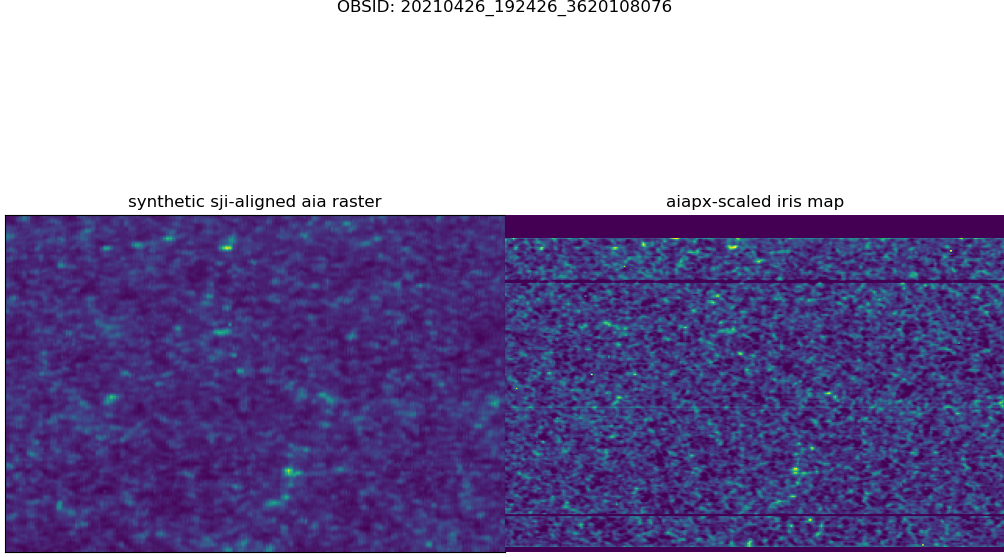 OBSID: 20210426_192426_3620108076
synthetic sji-aligned aia raster
aiapx-scaled iris map